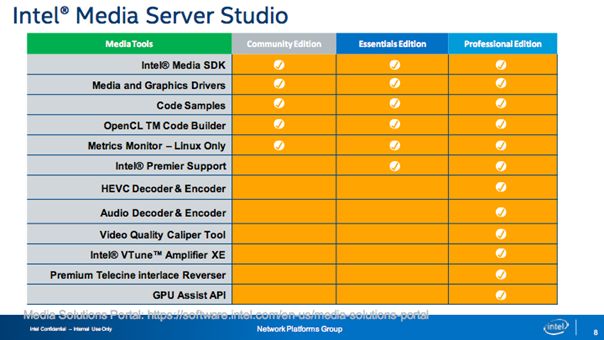 Intel® Media Server Studio
Media Tools Community Edition Essentials Edition Professional Edition
Intel® Media SDK ✓ ✓ ✓
Media and Graphics Drivers ✓ ✓ ✓
Code Samples ✓ ✓ ✓
OpenCL TM Code Builder ✓ ✓ ✓
Metrics Monitor – Linux Only ✓ ✓ ✓
Intel® Premier Support ✓ ✓
HEVC Decoder & Encoder ✓
Audio Decoder & Encoder ✓
Video Quality Caliper Tool ✓
Intel® VTune™ Amplifier XE ✓
Premium Telecine interlace Reverser ✓
GPU Assist API ✓
Media Solutions Portal: https://software.intel.com/en-us/media-solutions-portal
Intel Confidential – Internal Use Only Network Platforms Group intel 8